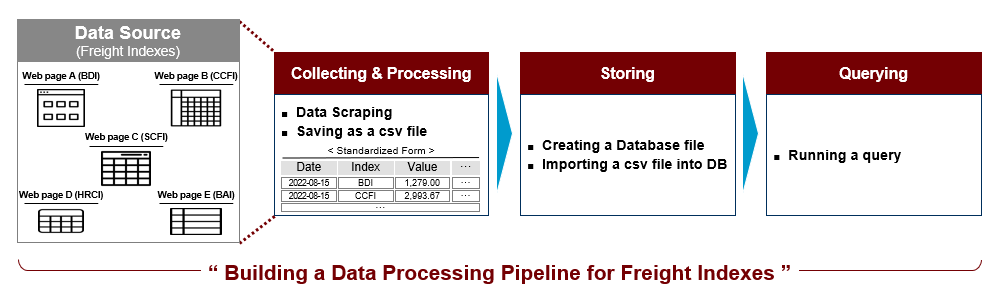 Data Source
(Freight Indexes)
Web page A (BDI)
Web page B (CCFI)
Web page C (SCFI)
Web page D (HRCI)
Web page E (BAI)
Collecting & Processing
▪ Data Scraping
▪ Saving as a csv file
< Standardized Form >
Date Index Value ⋯
2022-08-15 BDI 1,279.00 ⋯
2022-08-15 CCFI 2,993.67 ⋯
⋯
Storing
▪ Creating a Database file
▪ Importing a csv file into DB
Querying
▪ Running a query
“ Building a Data Processing Pipeline for Freight Indexes ”